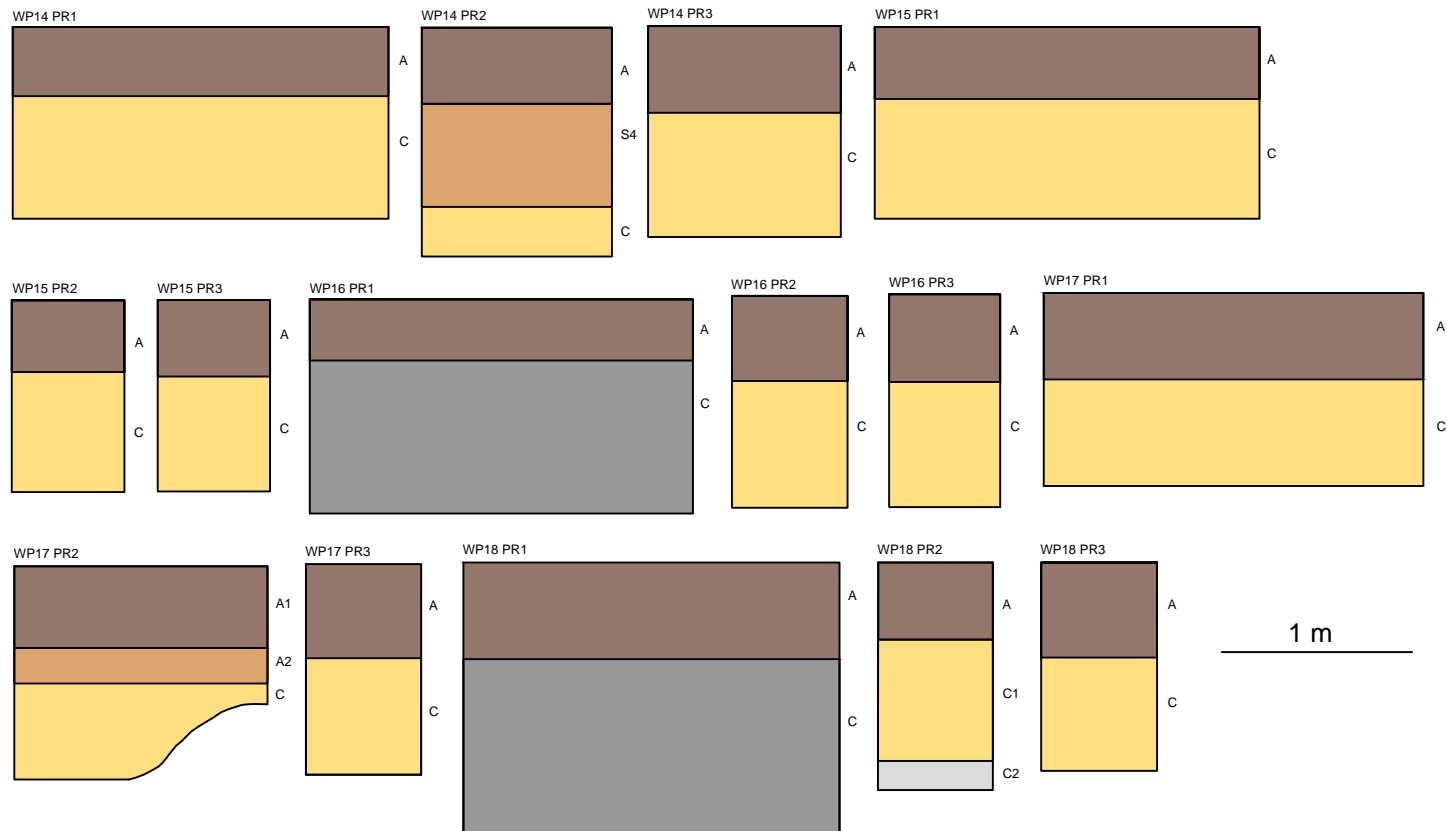 WP14 PR1
A
C
WP14 PR2
A
S4
C
WP14 PR3
A
C
WP15 PR1
A
C
WP15 PR2
A
C
WP15 PR3
A
C
WP16 PR1
A
C
WP16 PR2
A
C
WP16 PR3
A
C
WP17 PR1
A
C
WP17 PR2
A1
A2
C
WP17 PR3
A
C
WP18 PR1
A
C
WP18 PR2
A
C1
C2
WP18 PR3
A
C
1 m